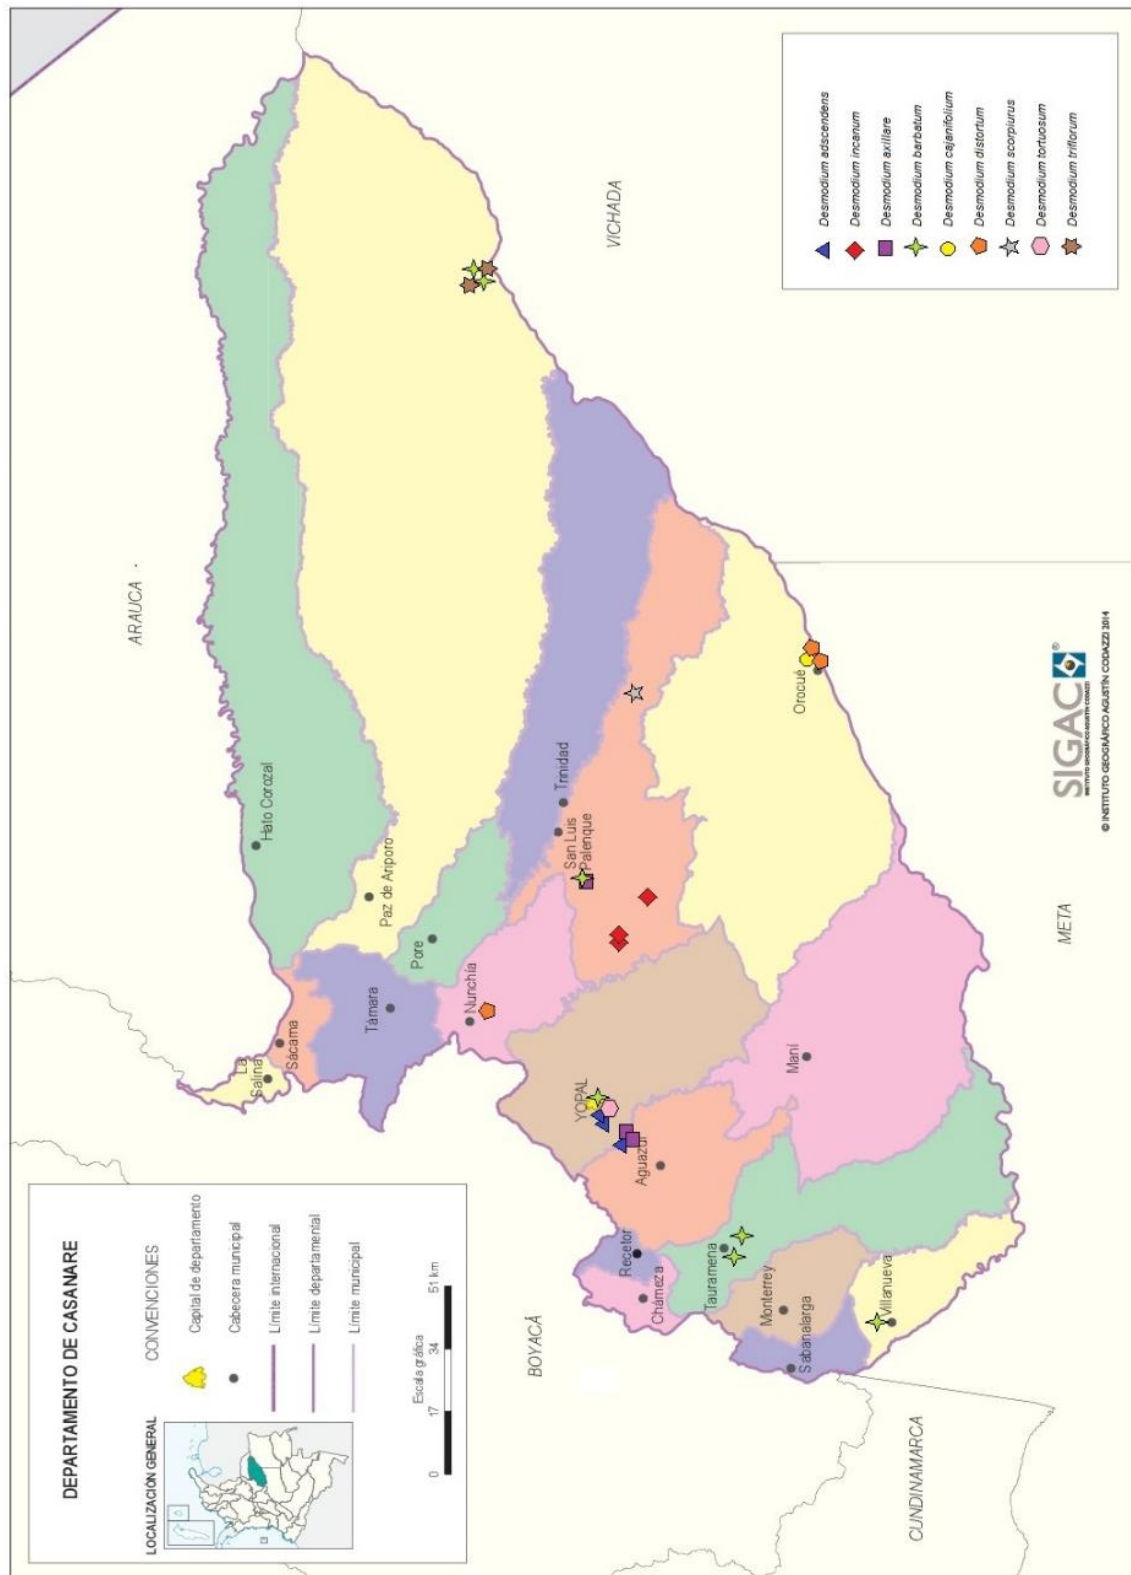 DEPARTAMENTO DE CASANARE
LOCALIZACIÓN GENERAL
CONVENCIONES
Capital de departamento
Cabecera municipal
Límite internacional
Límite departamental
Límite municipal
Escala gráfica
0 17 34 51 km
ARAUCA
VICHADA
BOYACÁ
META
CUNDINAMARCA
Hato Corozal
Paz de Ariporo
La
Salina
Sácama
Támara
Pore
Nunchía
Trinidad
San Luis
Palenque
Orocué
YOPAL
Aguazul
Maní
Recetor
Chámeza
Tauramena
Monterrey
Sabanalarga
Villanueva
Desmodium adscendens
Desmodium incanum
Desmodium axillare
Desmodium barbatum
Desmodium cajanifolium
Desmodium distortum
Desmodium scorpiurus
Desmodium tortuosum
Desmodium triflorum
SIGAC®
INSTITUTO GEOGRÁFICO AGUSTÍN CODAZZI
© INSTITUTO GEOGRÁFICO AGUSTÍN CODAZZI 2014